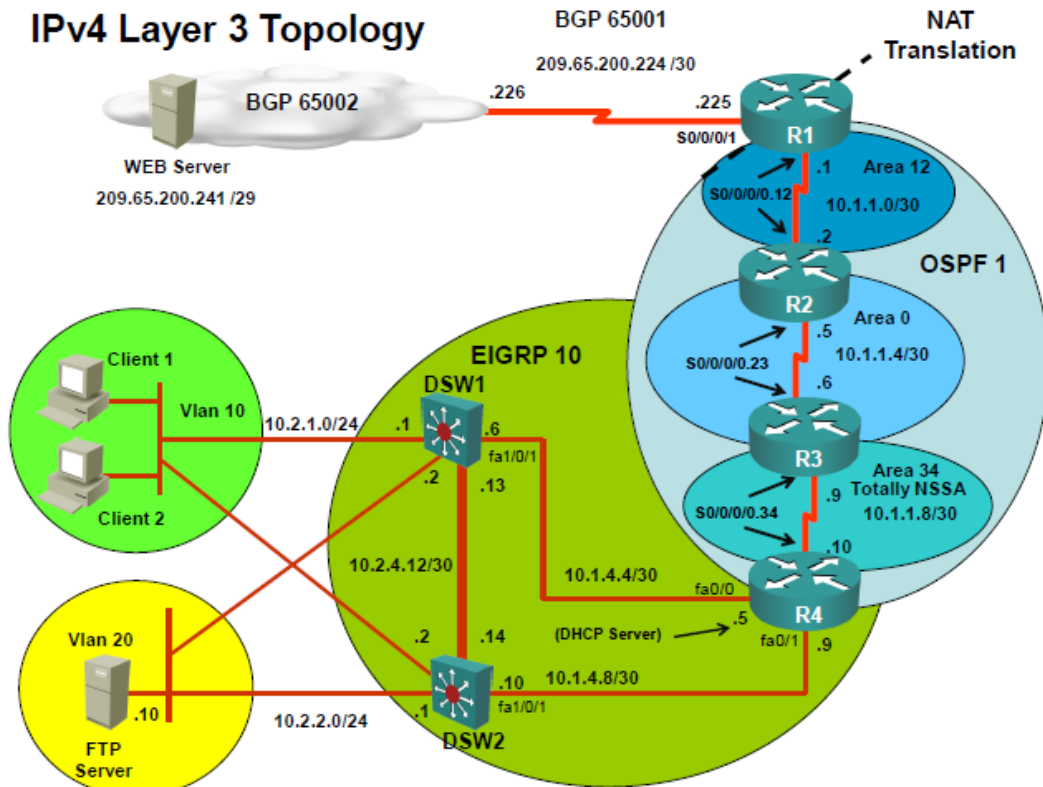 IPv4 Layer 3 Topology
BGP 65001
NAT
Translation
209.65.200.224 /30
BGP 65002
.226
.225
R1
S0/0/0/1
WEB Server
209.65.200.241 /29
.1
Area 12
S0/0/0/0.12
10.1.1.0/30
.2
OSPF 1
R2
.5
Area 0
S0/0/0/0.23
10.1.1.4/30
.6
R3
Area 34
Totally NSSA
.9
10.1.1.8/30
S0/0/0/0.34
.10
R4
EIGRP 10
Client 1
Vlan 10
Client 2
10.2.1.0/24
.1
DSW1
.6
fa1/0/1
.2
.13
10.2.4.12/30
10.1.4.4/30
fa0/0
.5
(DHCP Server)
fa0/1
.9
.2
.14
.10
10.1.4.8/30
fa1/0/1
.1
DSW2
Vlan 20
.10
10.2.2.0/24
FTP
Server